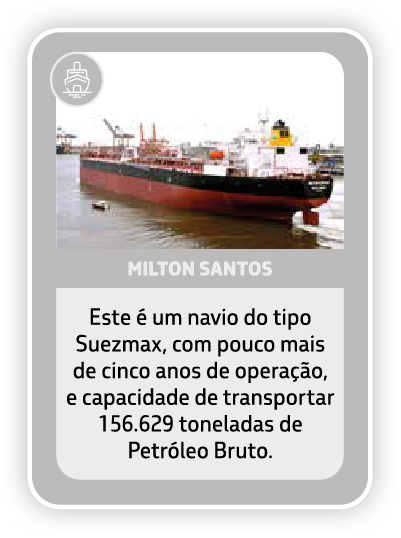 MILTON SANTOS
Este é um navio do tipo
Suezmax, com pouco mais
de cinco anos de operação,
e capacidade de transportar
156.629 toneladas de
Petróleo Bruto.